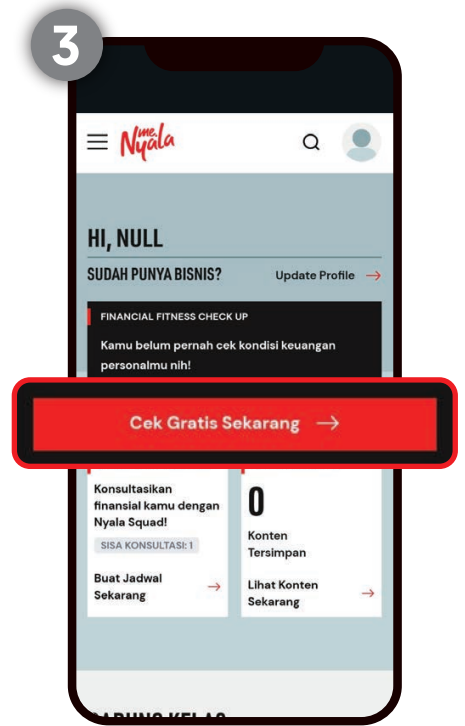 3
meNyala
HI, NULL
SUDAH PUNYA BISNIS?
Update Profile →
FINANCIAL FITNESS CHECK UP
Kamu belum pernah cek kondisi keuangan
personalmu nih!
Cek Gratis Sekarang →
Konsultasikan
finansial kamu dengan
Nyala Squad!
SISA KONSULTASI: 1
Buat Jadwal
Sekarang →
0
Konten
Tersimpan
Lihat Konten
Sekarang →